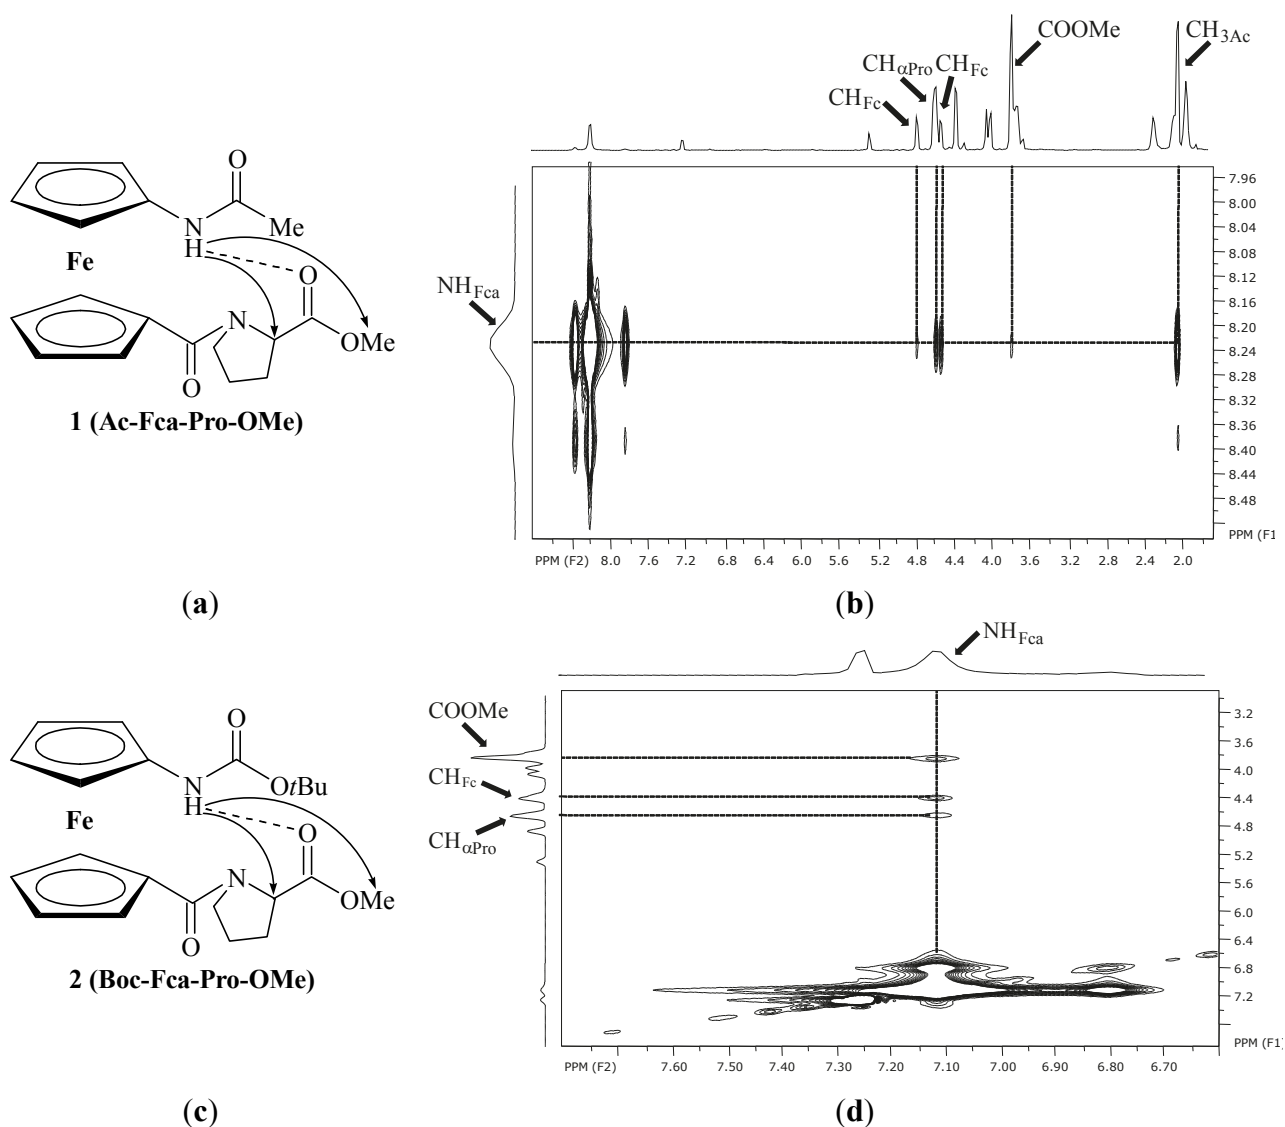 O
N
H
Me
Fe
O
N
O
OMe
1 (Ac-Fca-Pro-OMe)
(a)
COOMe
CH3Ac
CHαPro CHFc
CHFc
NHFca
7.96
8.00
8.04
8.08
8.12
8.16
8.20
8.24
8.28
8.32
8.36
8.40
8.44
8.48
PPM (F1
PPM (F2) 8.0 7.6 7.2 6.8 6.4 6.0 5.6 5.2 4.8 4.4 4.0 3.6 3.2 2.8 2.4 2.0
(b)
O
N
H
OtBu
Fe
O
N
O
OMe
2 (Boc-Fca-Pro-OMe)
(c)
NHFca
COOMe
CHFc
CHαPro
3.2
3.6
4.0
4.4
4.8
5.2
5.6
6.0
6.4
6.8
7.2
PPM (F1)
PPM (F2) 7.60 7.50 7.40 7.30 7.20 7.10 7.00 6.90 6.80 6.70
(d)